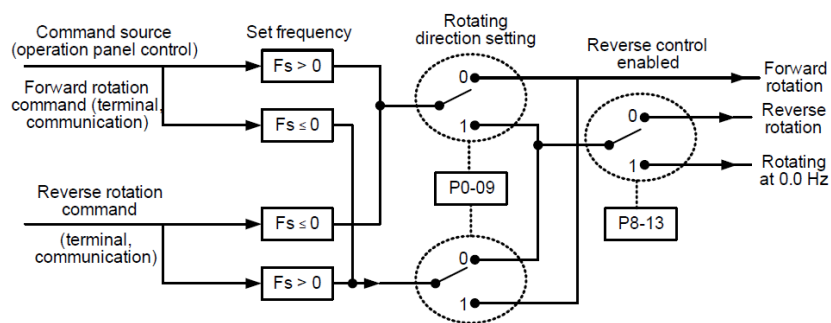 Command source
(operation panel control)
Set frequency
Rotating
direction setting
Reverse control
enabled
Fs > 0
0
Forward
rotation
Forward rotation
command (terminal,
communication)
Fs ≤ 0
1
0
Reverse
rotation
1
Rotating
at 0.0 Hz
P0-09
Reverse rotation
command
Fs ≤ 0
P8-13
(terminal,
communication)
Fs > 0
0
1